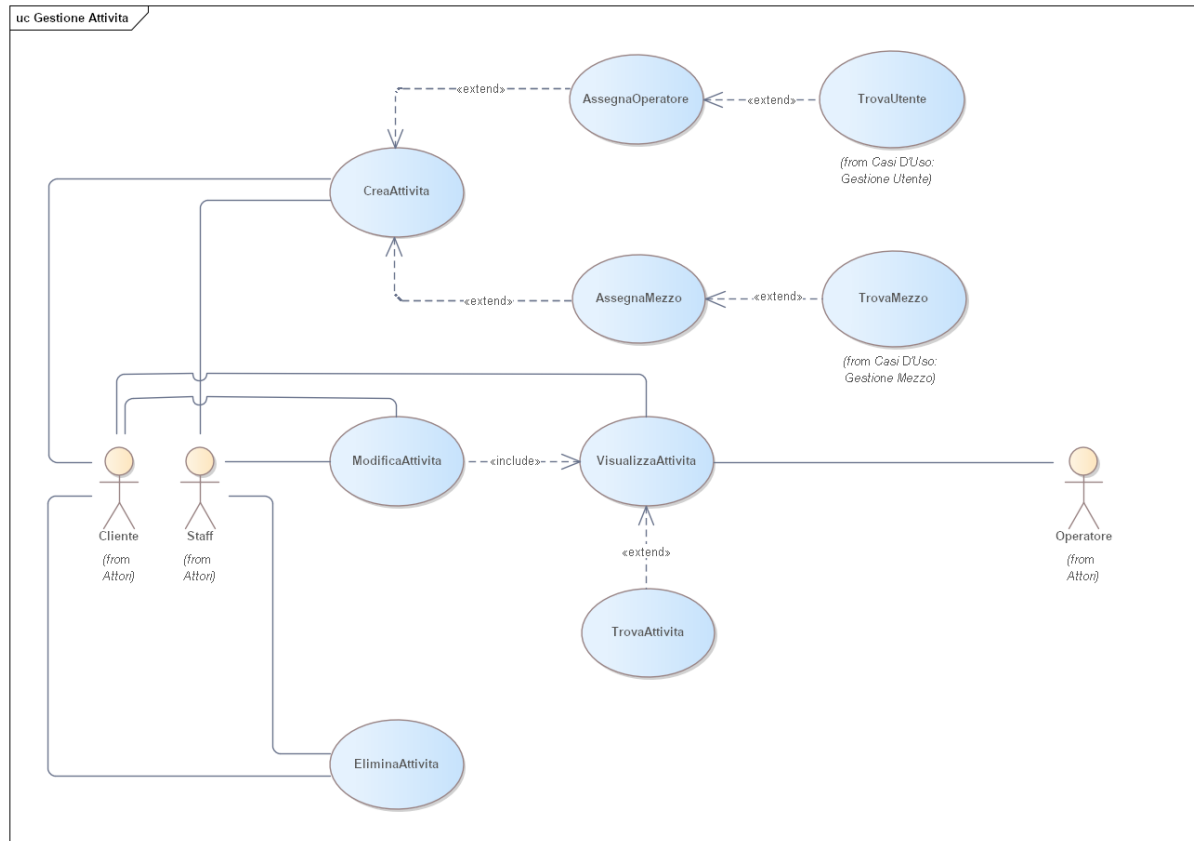 uc Gestione Attivita
«extend»
AssegnaOperatore
«extend»
TrovaUtente
(from Casi D'Uso:
Gestione Utente)
CreaAttivita
«extend»
AssegnaMezzo
«extend»
TrovaMezzo
(from Casi D'Uso:
Gestione Mezzo)
ModificaAttivita
«include»
VisualizzaAttivita
Cliente
(from
Attori)
Staff
(from
Attori)
Operatore
(from
Attori)
«extend»
TrovaAttivita
EliminaAttivita